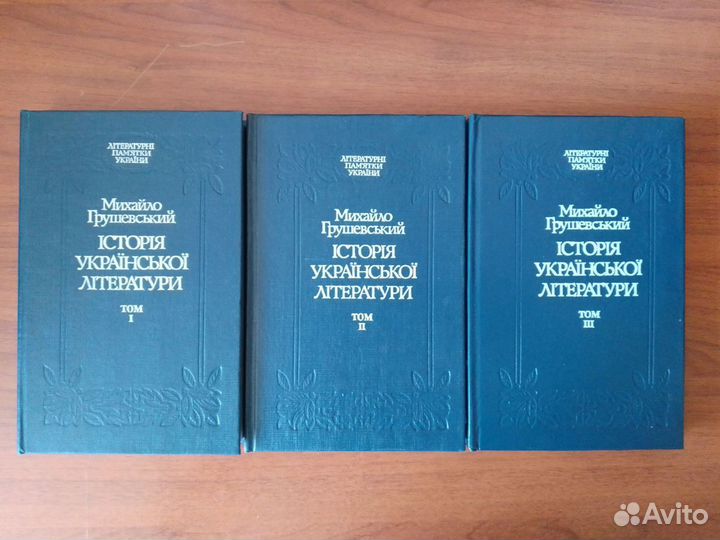 ЛІТЕРАТУРНІ
ПАМ'ЯТКИ
УКРАЇНИ
Михайло
Грушевський
ІСТОРІЯ
УКРАЇНСЬКОЇ
ЛІТЕРАТУРИ
ТОМ
I
ЛІТЕРАТУРНІ
ПАМ'ЯТКИ
УКРАЇНИ
Михайло
Грушевський
ІСТОРІЯ
УКРАЇНСЬКОЇ
ЛІТЕРАТУРИ
ТОМ
II
ЛІТЕРАТУРНІ
ПАМ'ЯТКИ
УКРАЇНИ
Михайло
Грушевський
ІСТОРІЯ
УКРАЇНСЬКОЇ
ЛІТЕРАТУРИ
ТОМ
III
Avito